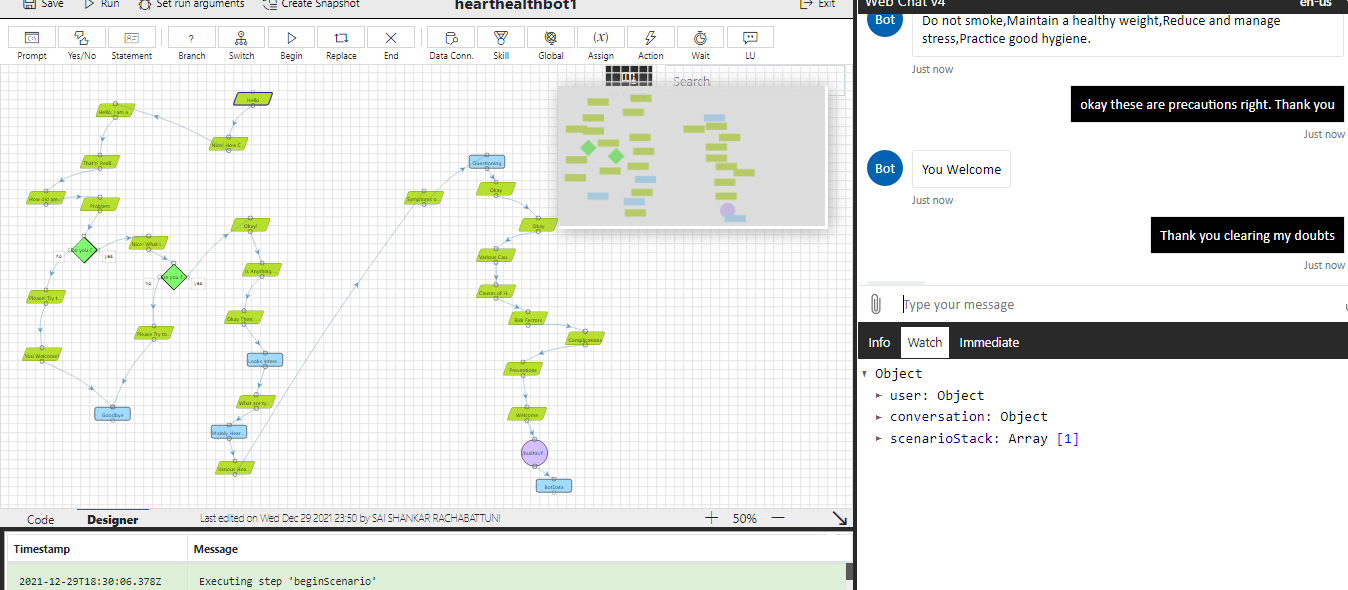 Save Run Set run arguments Create Snapshot
hearthealthbot1
Exit
Prompt Yes/No Statement Branch Switch Begin Replace End Data Conn. Skill Global Assign Action Wait LU
Search
Hello
Hello, I am a..
Nice! How C..
That's! Reall..
How old are..
Problem
no
yes
Nice! What i..
no
yes
Please! Try t..
You Welcome!
Goodbye
Please Try to..
Okay!
Is Anything ..
Okay Then, ..
Looks Intere..
What are ty..
Mainly Hear..
Various Hea..
Symptoms o..
Questioning
Okay
Okay
Various Cau..
Causes of H..
Risk Factors
Complications
Preventions
Welcome
BotData
Code Designer
Last edited on Wed Dec 29 2021 23:50 by SAI SHANKAR RACHABATTUNI
50%
Timestamp Message
2021-12-29T18:30:06.378Z Executing step 'beginScenario'
Web Chat v4 en-us
Bot
Do not smoke,Maintain a healthy weight,Reduce and manage
stress,Practice good hygiene.
Just now
okay these are precautions right. Thank you
Just now
Bot
You Welcome
Just now
Thank you clearing my doubts
Just now
Type your message
Info Watch Immediate
Object
user: Object
conversation: Object
scenarioStack: Array [1]